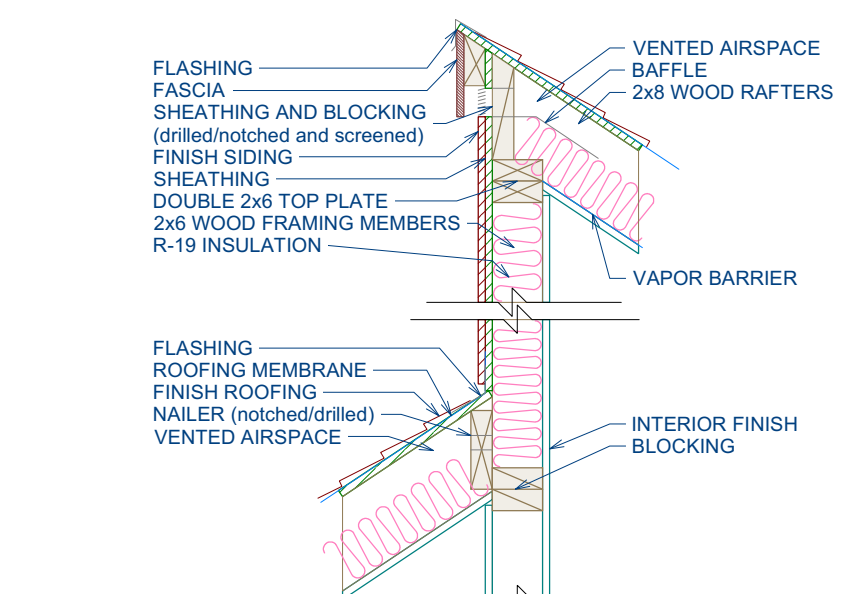 FLASHING
FASCIA
SHEATHING AND BLOCKING
(drilled/notched and screened)
FINISH SIDING
SHEATHING
DOUBLE 2x6 TOP PLATE
2x6 WOOD FRAMING MEMBERS
R-19 INSULATION
VENTED AIRSPACE
BAFFLE
2x8 WOOD RAFTERS
VAPOR BARRIER
FLASHING
ROOFING MEMBRANE
FINISH ROOFING
NAILER (notched/drilled)
VENTED AIRSPACE
INTERIOR FINISH
BLOCKING